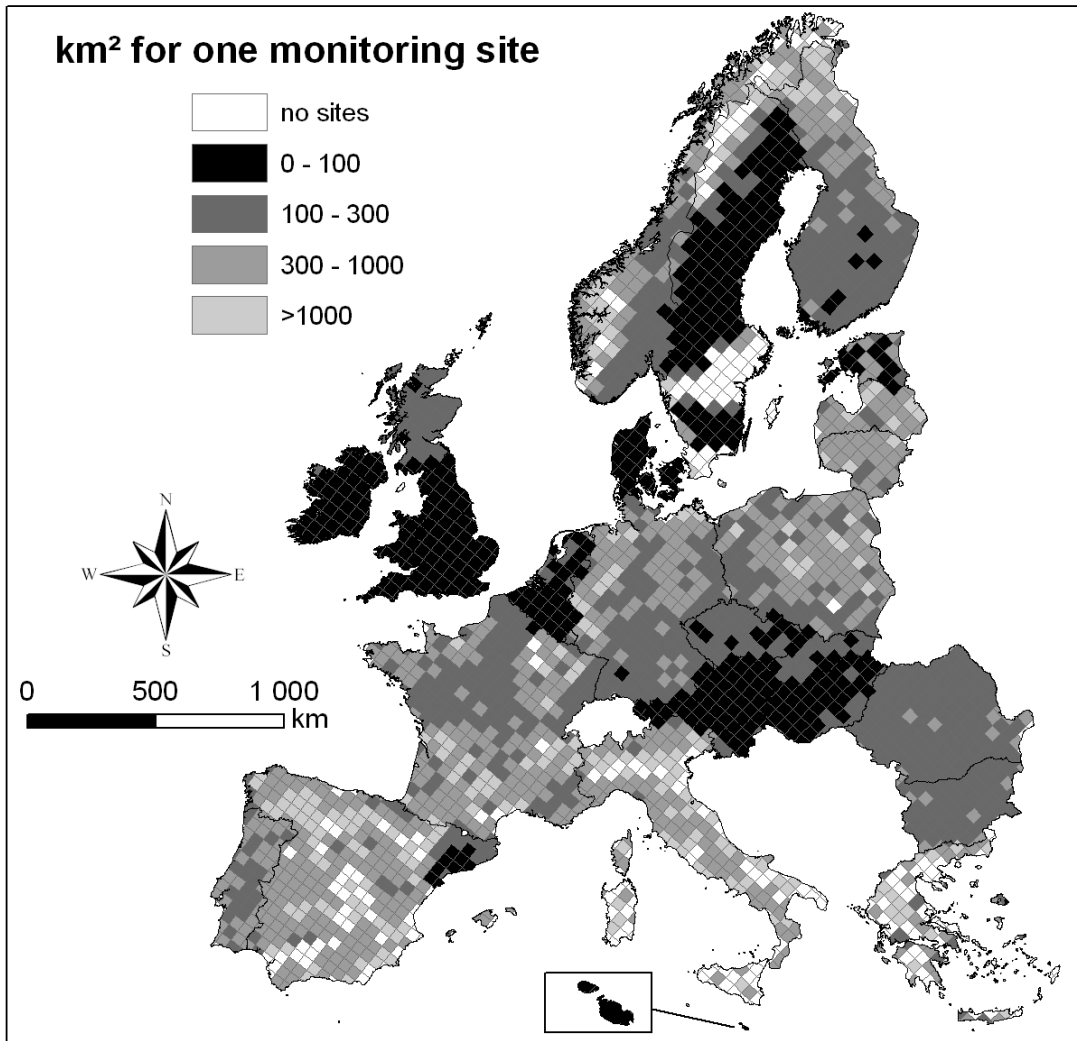 km² for one monitoring site
no sites
0 - 100
100 - 300
300 - 1000
>1000
N
W E
S
0 500 1 000
km